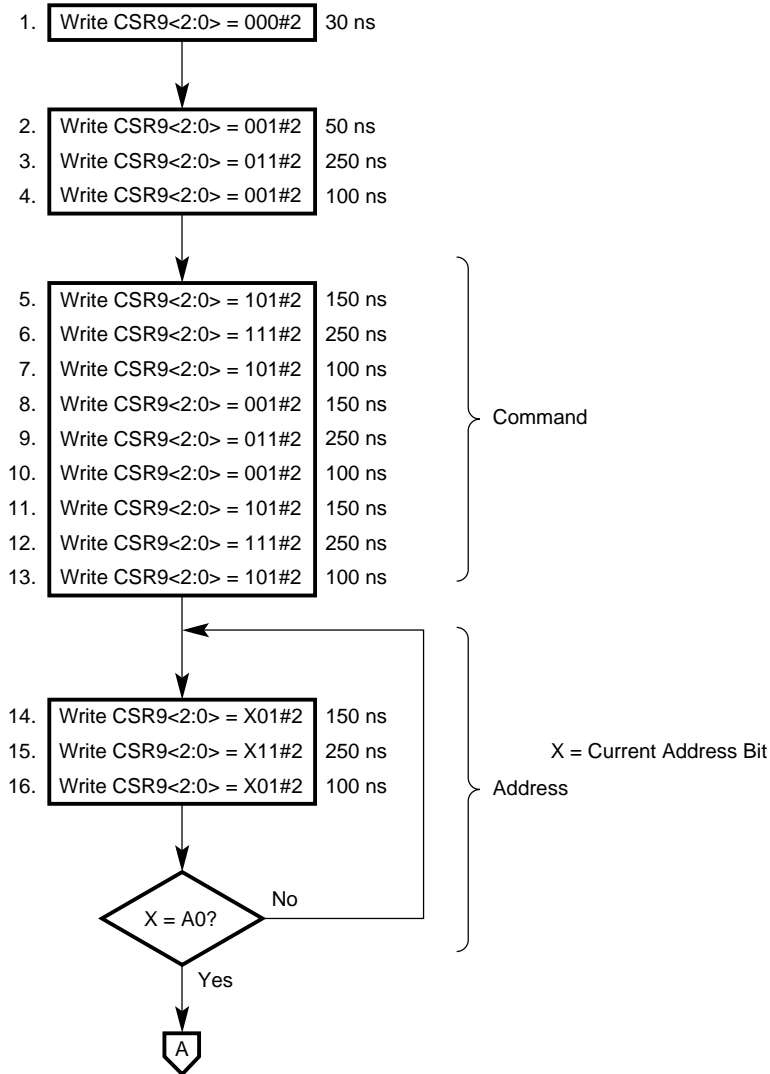 1. Write CSR9<2:0> = 000#2 30 ns
2. Write CSR9<2:0> = 001#2 50 ns
3. Write CSR9<2:0> = 011#2 250 ns
4. Write CSR9<2:0> = 001#2 100 ns
5. Write CSR9<2:0> = 101#2 150 ns
6. Write CSR9<2:0> = 111#2 250 ns
7. Write CSR9<2:0> = 101#2 100 ns
8. Write CSR9<2:0> = 001#2 150 ns
9. Write CSR9<2:0> = 011#2 250 ns
10. Write CSR9<2:0> = 001#2 100 ns
11. Write CSR9<2:0> = 101#2 150 ns
12. Write CSR9<2:0> = 111#2 250 ns
13. Write CSR9<2:0> = 101#2 100 ns
Command
14. Write CSR9<2:0> = X01#2 150 ns
15. Write CSR9<2:0> = X11#2 250 ns
16. Write CSR9<2:0> = X01#2 100 ns
X = Current Address Bit
Address
X = A0?
No
Yes
A